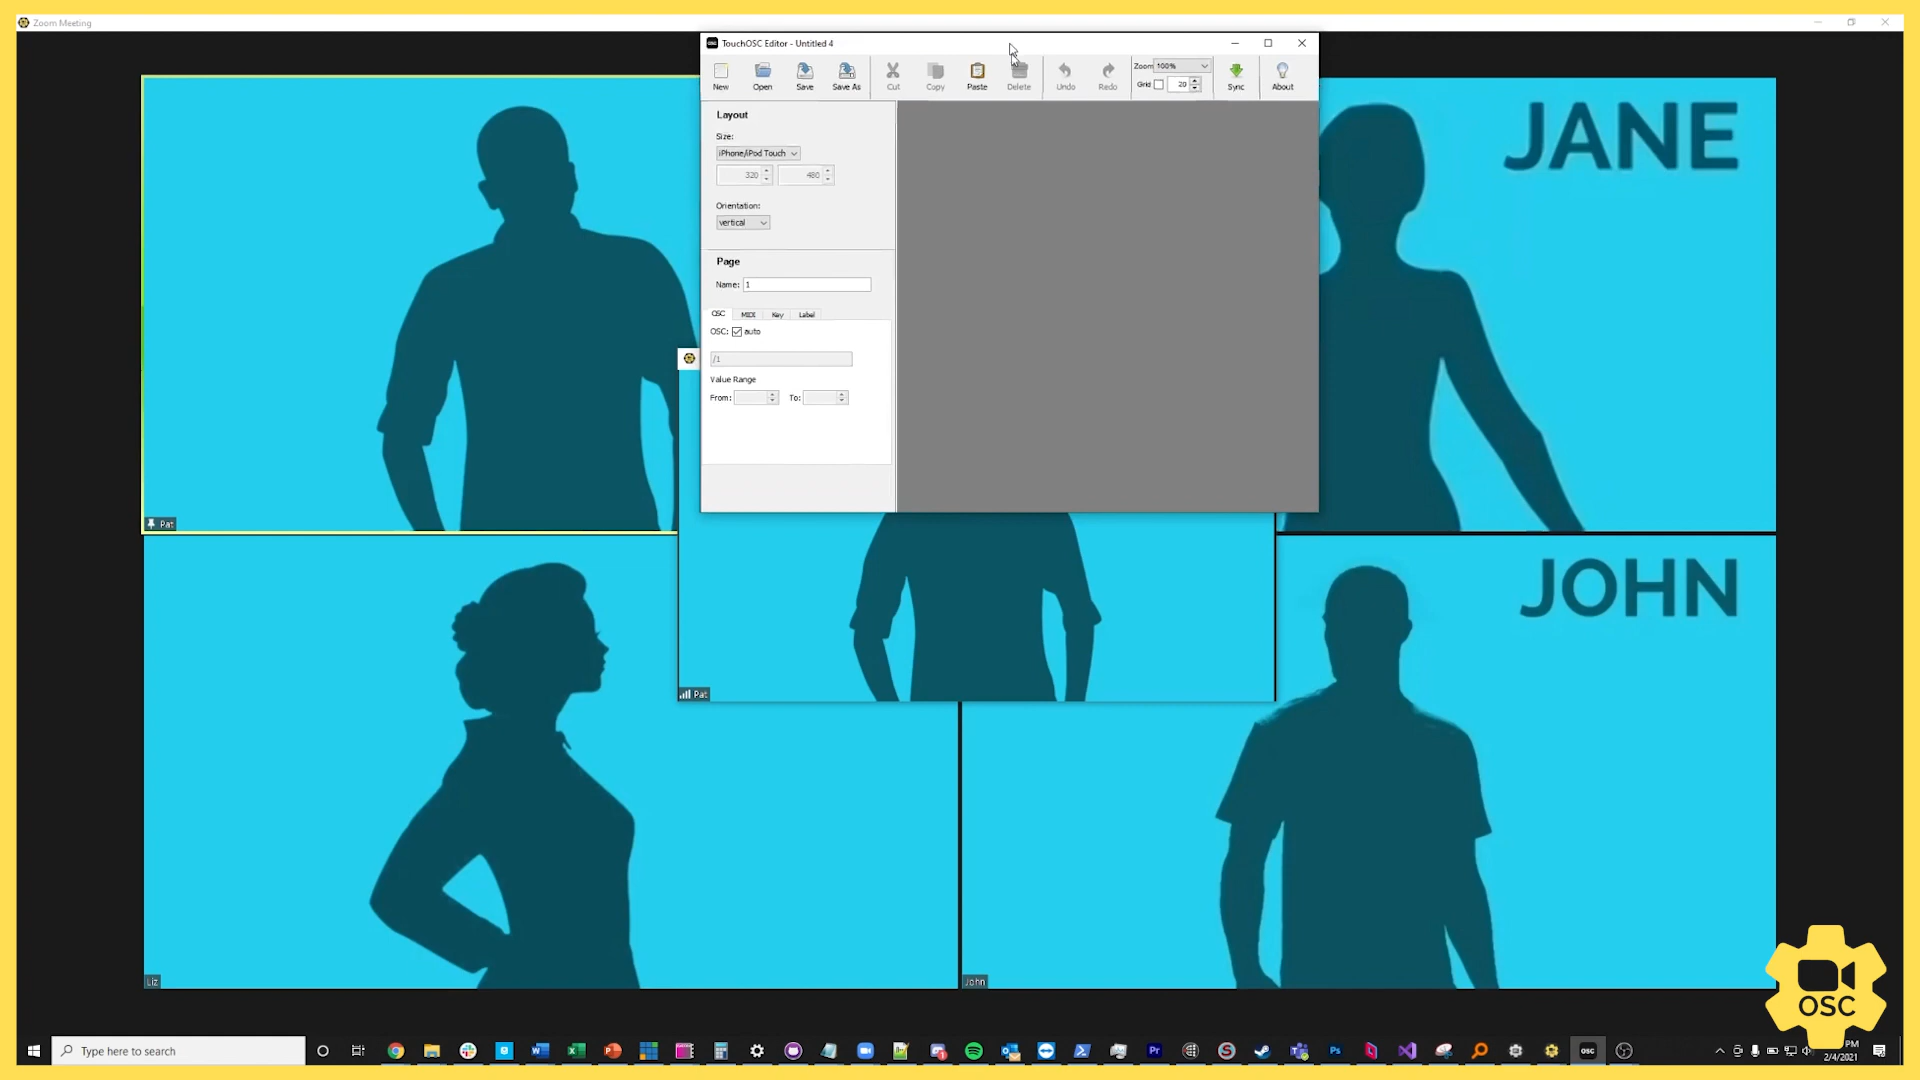 Zoom Meeting
TouchOSC Editor - Untitled 4
New
Open
Save
Save As
Cut
Copy
Paste
Delete
Undo
Redo
Zoom 100%
Grid 20
Sync
About
Layout
Size:
iPhone/iPod Touch
320 480
Orientation:
vertical
Page
Name: 1
OSC MIDI Key Label
OSC: auto
/1
Value Range
From: To:
JANE
Pat
Pat
JOHN
Liz
John
OSC
Type here to search
PM
2/4/2021